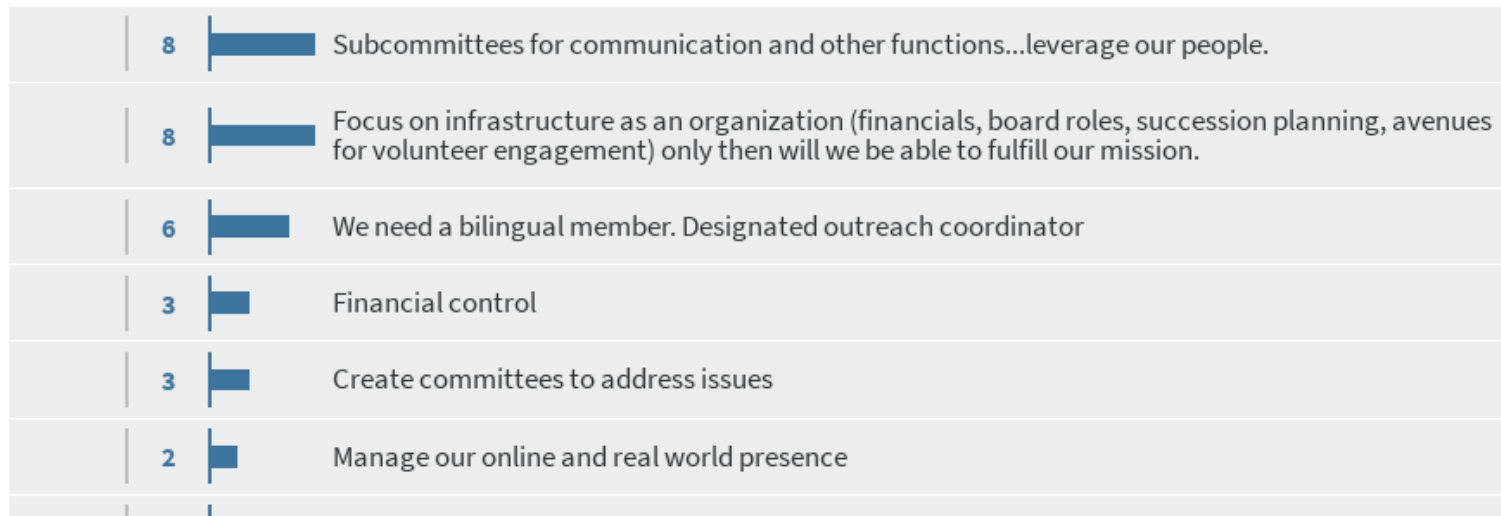 8 Subcommittees for communication and other functions...leverage our people.
8 Focus on infrastructure as an organization (financials, board roles, succession planning, avenues
for volunteer engagement) only then will we be able to fulfill our mission.
6 We need a bilingual member. Designated outreach coordinator
3 Financial control
3 Create committees to address issues
2 Manage our online and real world presence